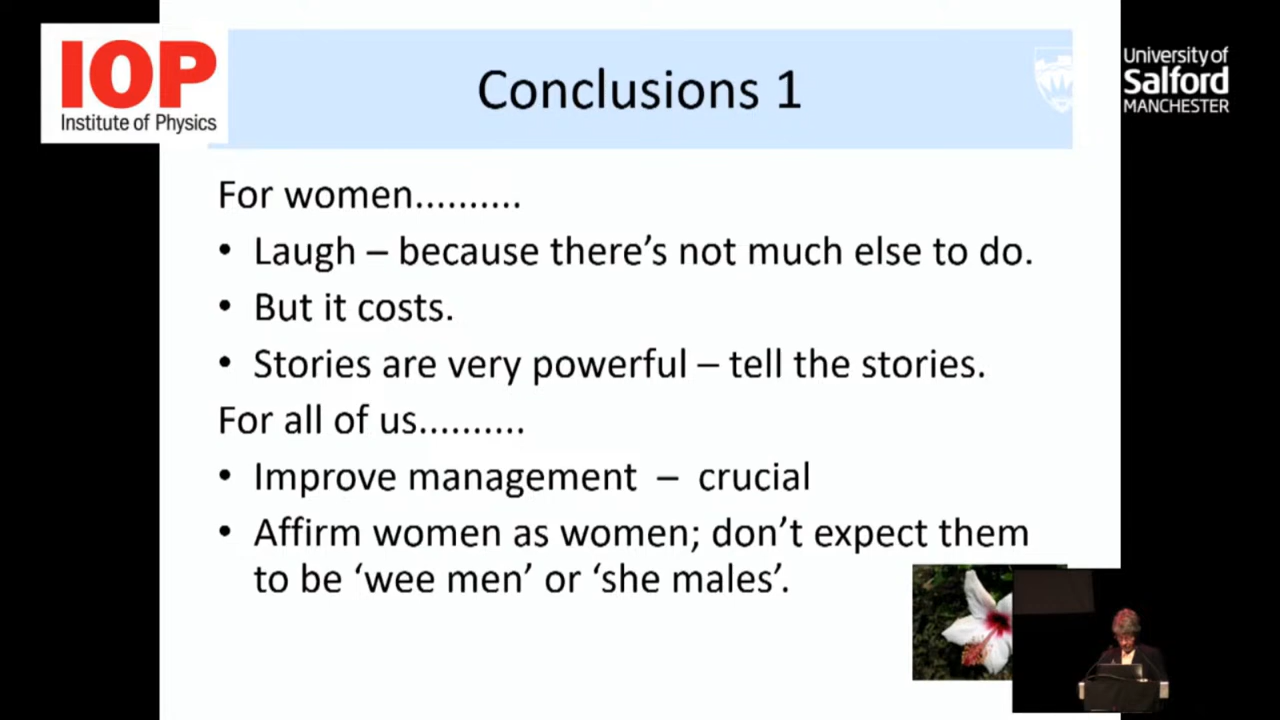 IOP
Institute of Physics
Conclusions 1
University of
Salford
MANCHESTER
For women..........
• Laugh – because there’s not much else to do.
• But it costs.
• Stories are very powerful – tell the stories.
For all of us..........
• Improve management – crucial
• Affirm women as women; don’t expect them
to be ‘wee men’ or ‘she males’.